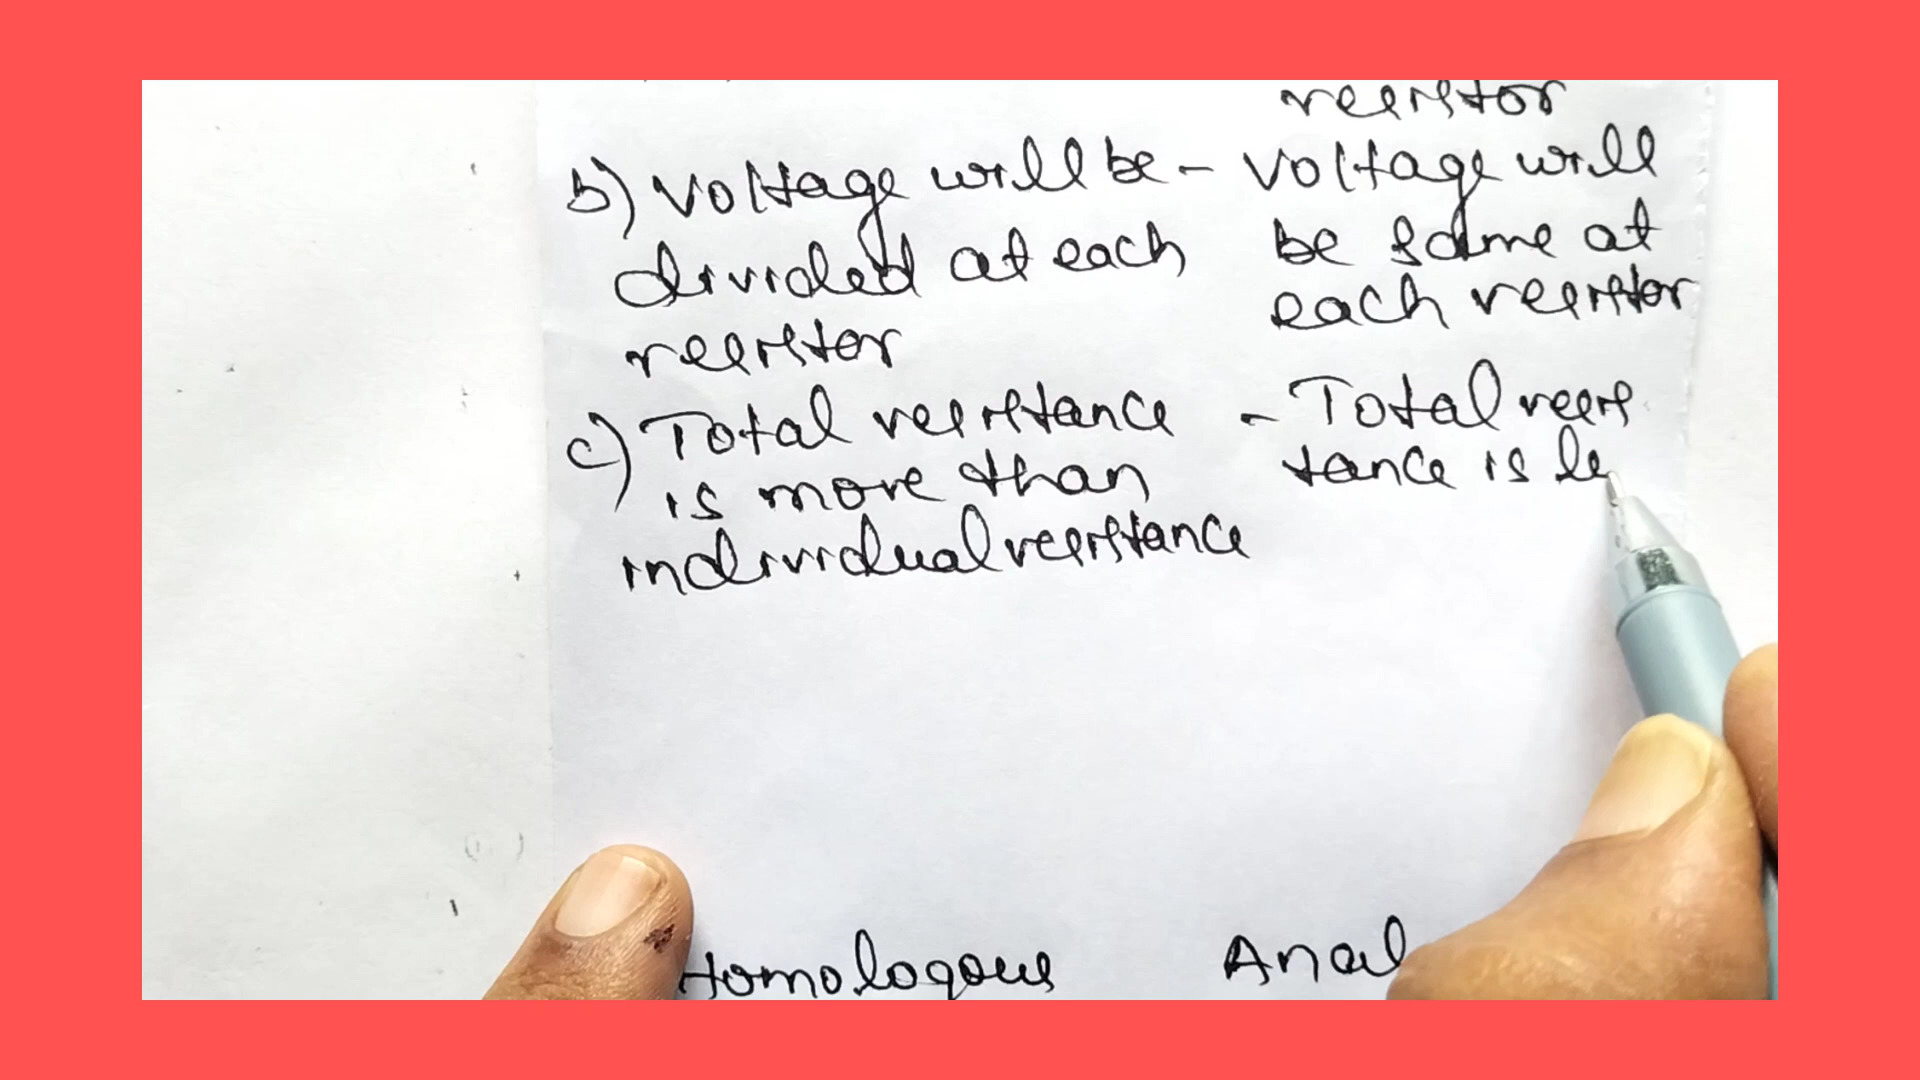 resistor
b) Voltage will be - Voltage will
divided at each be same at
resistor each resistor
c) Total resistance - Total resis
is more than tance is le
individual resistance
Homologous Anal